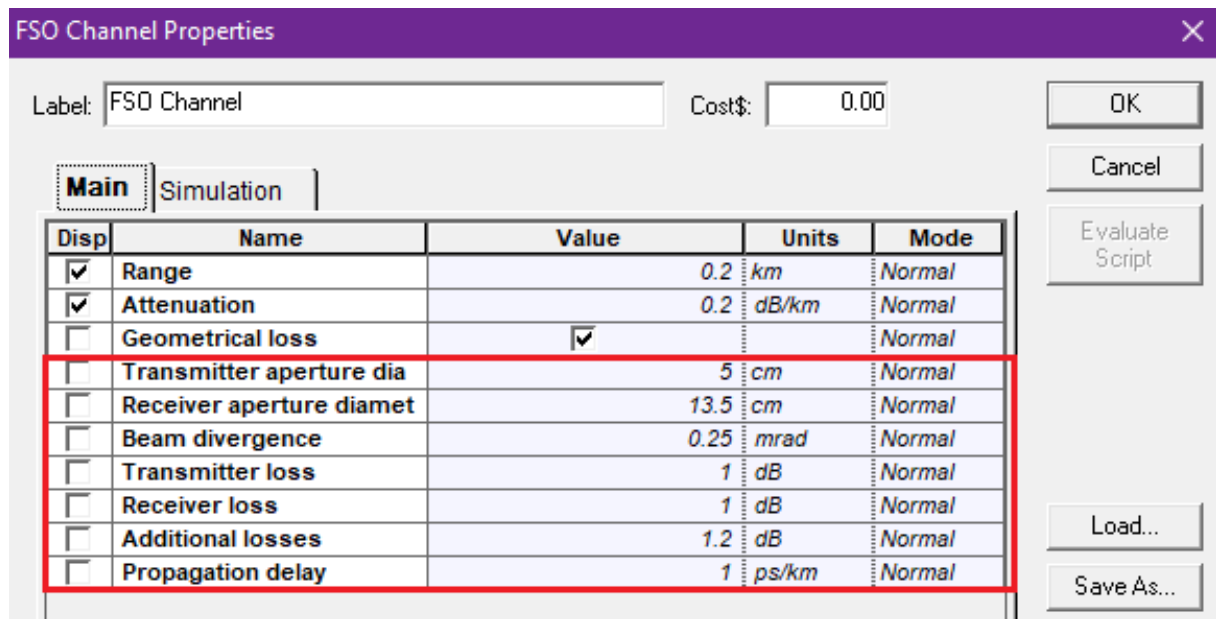 FSO Channel Properties
Label: FSO Channel Cost$: 0.00 OK
Cancel
Main Simulation
Evaluate Script
Disp Name Value Units Mode
Range 0.2 km Normal
Attenuation 0.2 dB/km Normal
Geometrical loss Normal
Transmitter aperture dia 5 cm Normal
Receiver aperture diamet 13.5 cm Normal
Beam divergence 0.25 mrad Normal
Transmitter loss 1 dB Normal
Receiver loss 1 dB Normal
Additional losses 1.2 dB Normal
Propagation delay 1 ps/km Normal
Load...
Save As...